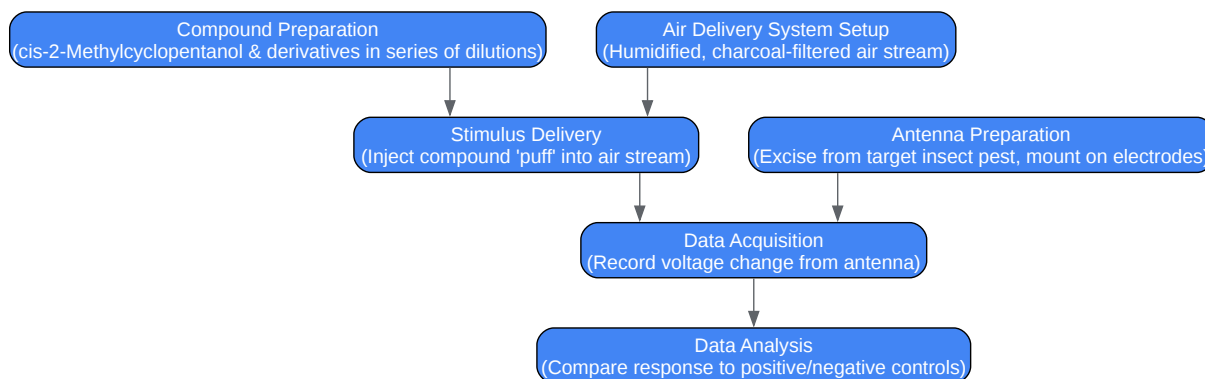 Compound Preparation
(cis-2-Methylcyclopentanol & derivatives in series of dilutions)
Air Delivery System Setup
(Humidified, charcoal-filtered air stream)
Stimulus Delivery
(Inject compound 'puff' into air stream)
Antenna Preparation
(Excise from target insect pest, mount on electrodes)
Data Acquisition
(Record voltage change from antenna)
Data Analysis
(Compare response to positive/negative controls)